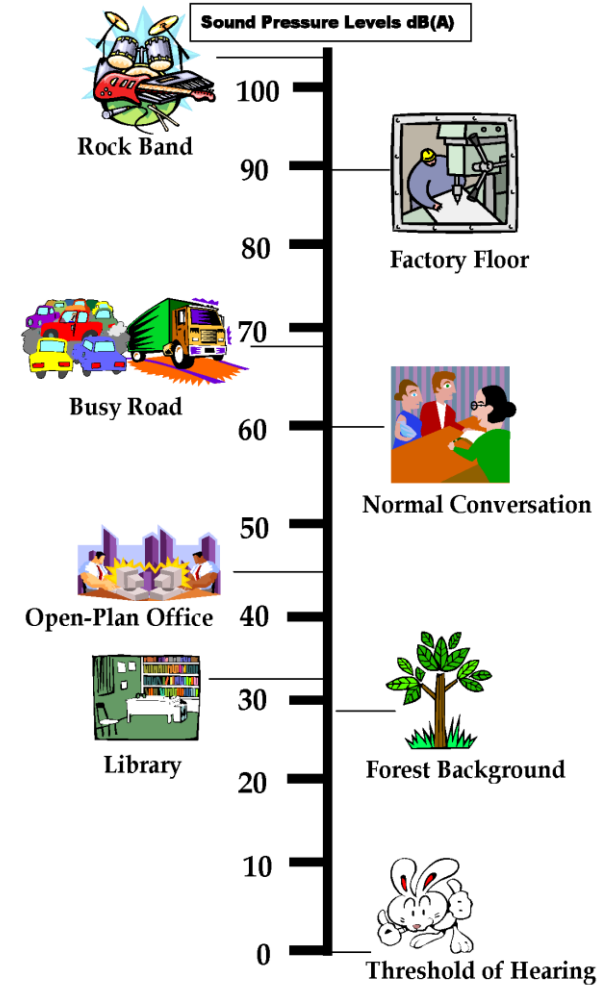 Sound Pressure Levels dB(A)
100
Rock Band
90
80
Factory Floor
70
Busy Road
60
Normal Conversation
50
Open-Plan Office
40
30
Library
Forest Background
20
10
0
Threshold of Hearing